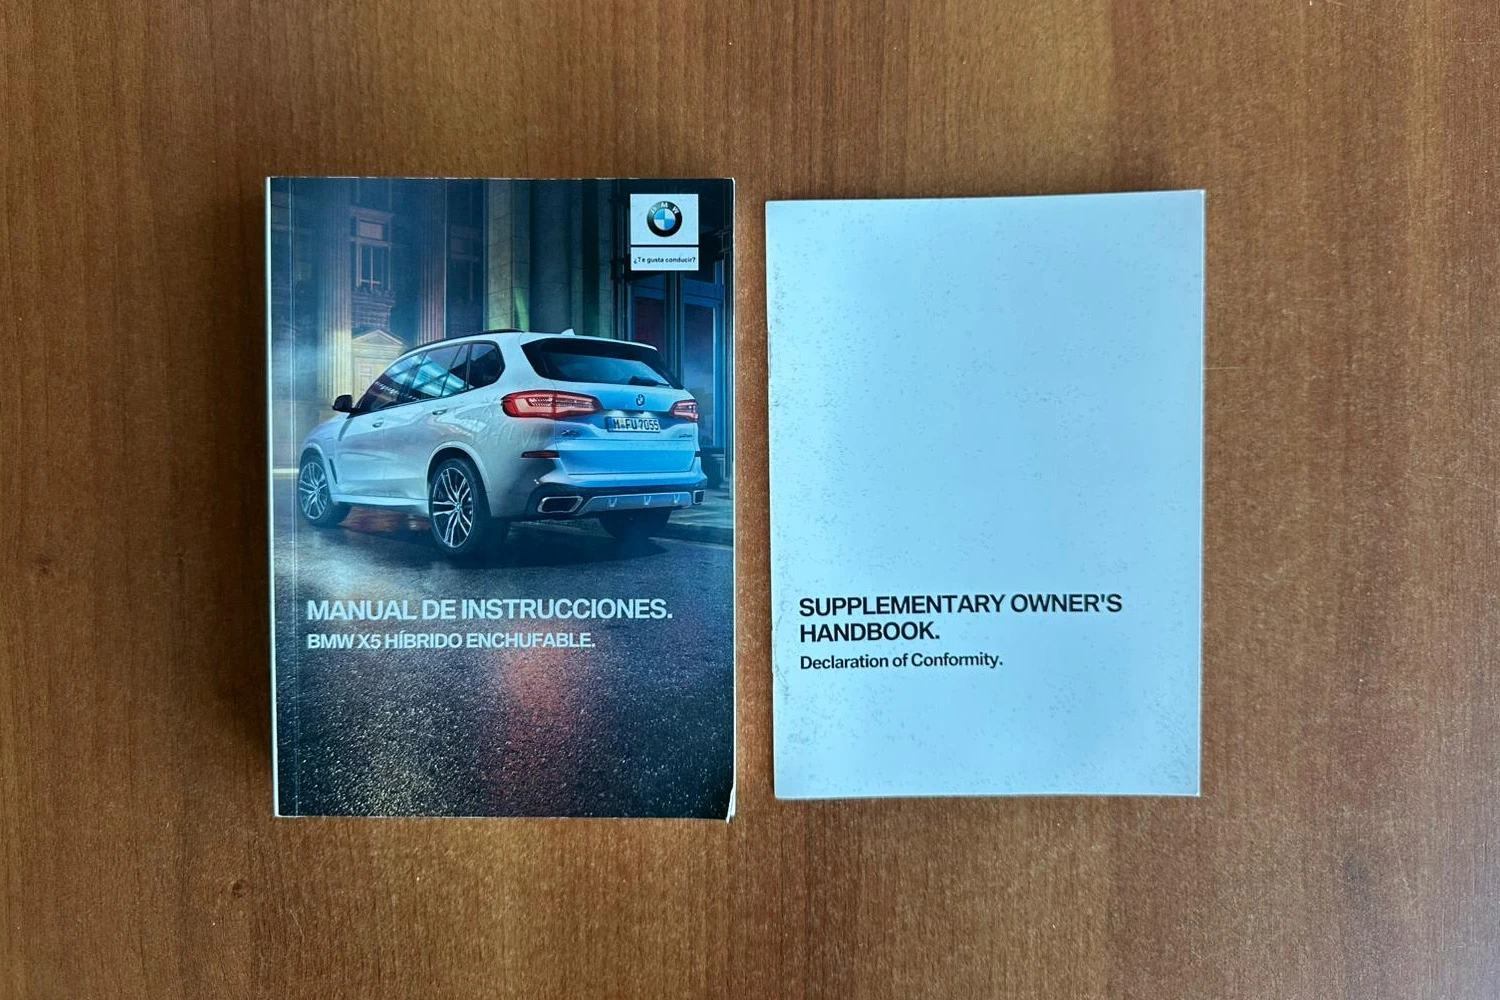 BMW
¿Te gusta conducir?
M-FU 7055
MANUAL DE INSTRUCCIONES.
BMW X5 HÍBRIDO ENCHUFABLE.
SUPPLEMENTARY OWNER'S
HANDBOOK.
Declaration of Conformity.